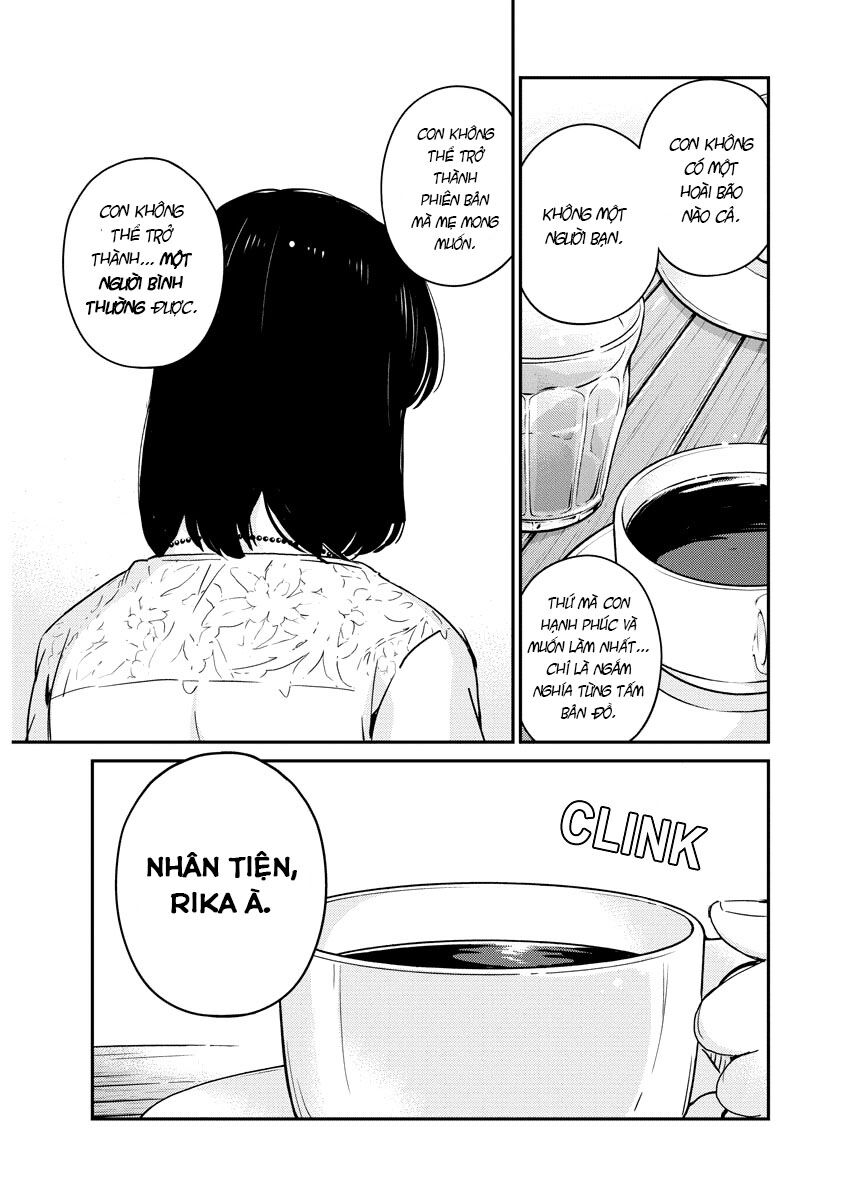 CON KHÔNG
CÓ MỘT
HOÀI BÃO
NÀO CẢ.
KHÔNG MỘT
NGƯỜI BẠN.
THỨ MÀ CON
HẠNH PHÚC VÀ
MUỐN LÀM NHẤT...
CHỈ LÀ NGẮM
NGHÍA TỪNG TẤM
BẢN ĐỒ.
CON KHÔNG
THỂ TRỞ
THÀNH
PHIÊN BẢN
MÀ MẸ MONG
MUỐN.
CON KHÔNG
THỂ TRỞ
THÀNH... MỘT
NGƯỜI BÌNH
THƯỜNG ĐƯỢC.
CLINK
NHÂN TIỆN,
RIKA À.